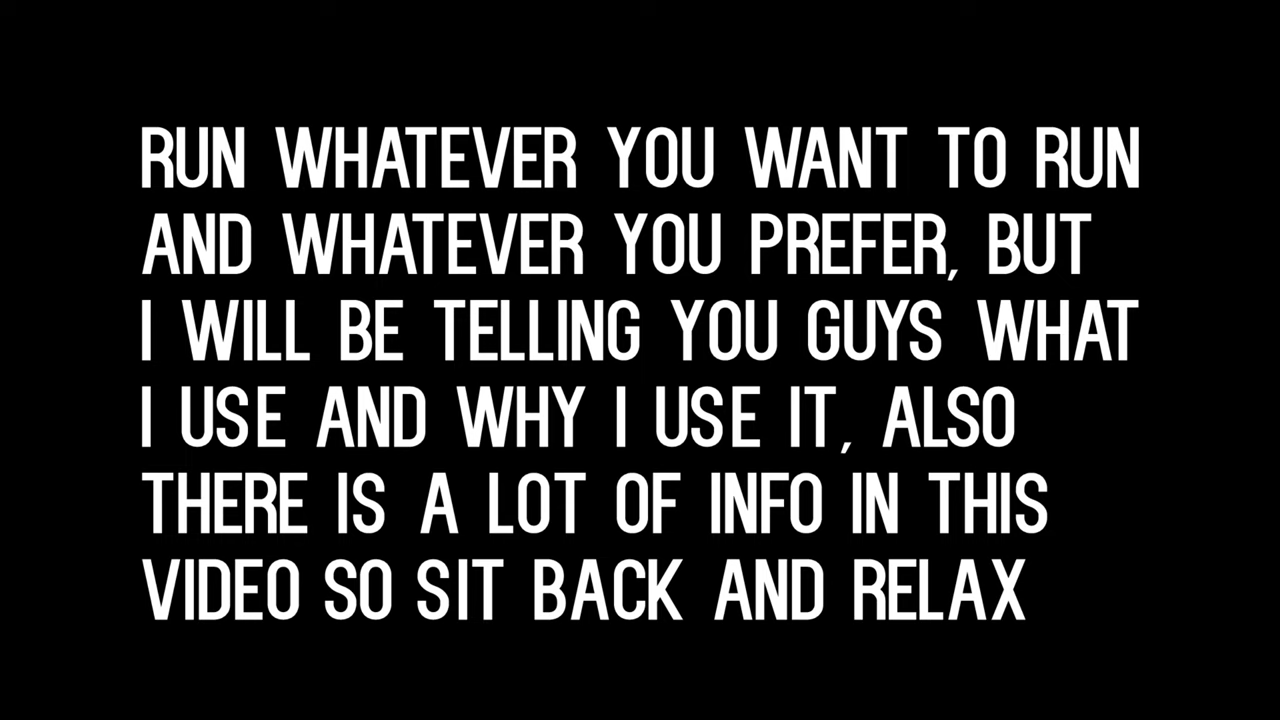 RUN WHATEVER YOU WANT TO RUN
AND WHATEVER YOU PREFER, BUT
I WILL BE TELLING YOU GUYS WHAT
I USE AND WHY I USE IT, ALSO
THERE IS A LOT OF INFO IN THIS
VIDEO SO SIT BACK AND RELAX